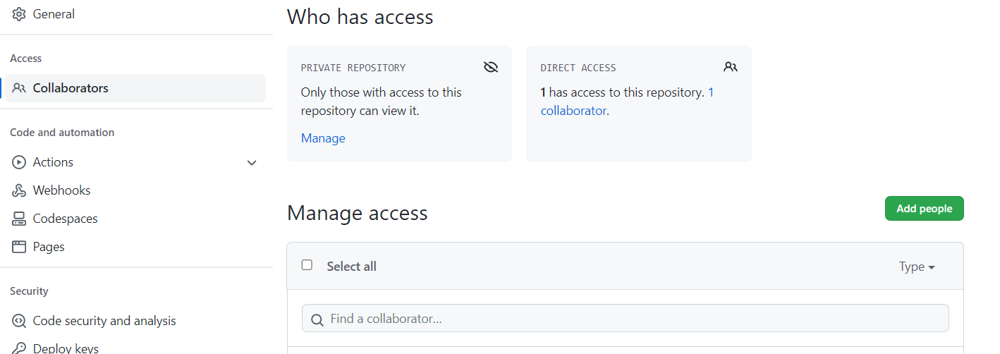 General
Access
Collaborators
Code and automation
Actions
Webhooks
Codespaces
Pages
Security
Code security and analysis
Deploy keys
Who has access
PRIVATE REPOSITORY
Only those with access to this
repository can view it.
Manage
DIRECT ACCESS
1 has access to this repository. 1
collaborator.
Manage access
Add people
Select all
Type
Find a collaborator...